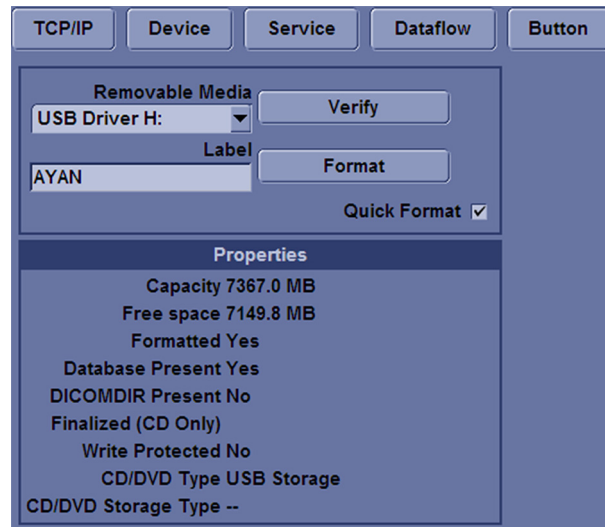 TCP/IP Device Service Dataflow Button
Removable Media
USB Driver H: Verify
Label
AYAN Format
Quick Format
Properties
Capacity 7367.0 MB
Free space 7149.8 MB
Formatted Yes
Database Present Yes
DICOMDIR Present No
Finalized (CD Only)
Write Protected No
CD/DVD Type USB Storage
CD/DVD Storage Type --